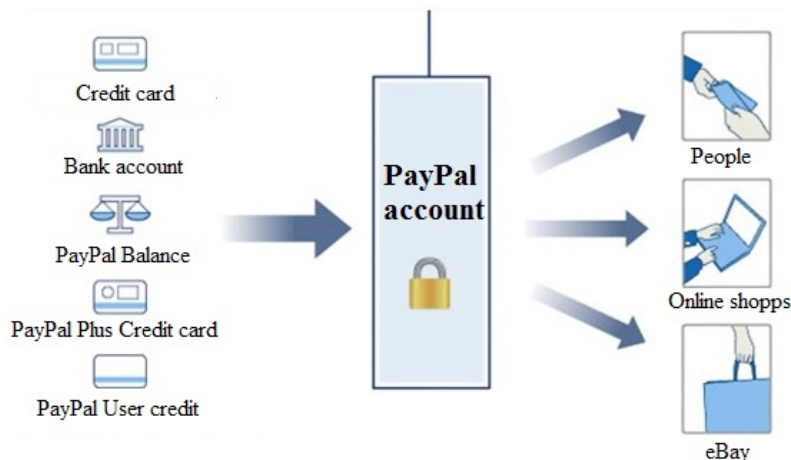 Credit card
Bank account
PayPal Balance
PayPal Plus Credit card
PayPal User credit
PayPal
account
People
Online shopps
eBay